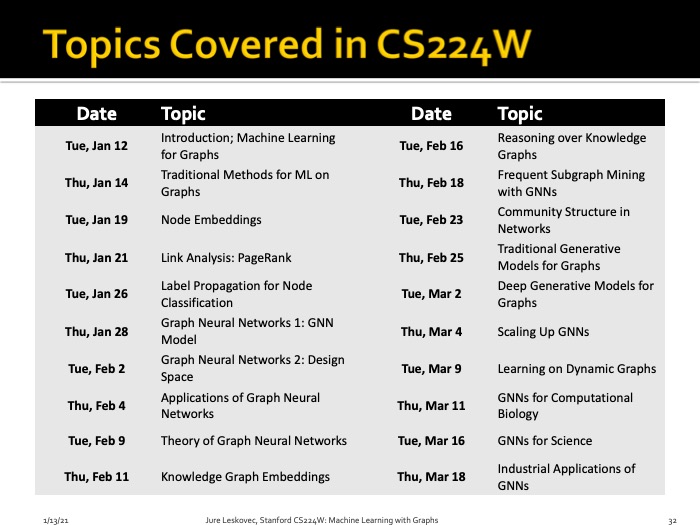 Topics Covered in CS224W
Date Topic Date Topic
Tue, Jan 12 Introduction; Machine Learning
for Graphs
Tue, Feb 16 Reasoning over Knowledge
Graphs
Thu, Jan 14 Traditional Methods for ML on
Graphs
Thu, Feb 18 Frequent Subgraph Mining
with GNNs
Tue, Jan 19 Node Embeddings
Tue, Feb 23 Community Structure in
Networks
Thu, Jan 21 Link Analysis: PageRank
Thu, Feb 25 Traditional Generative
Models for Graphs
Tue, Jan 26 Label Propagation for Node
Classification
Tue, Mar 2 Deep Generative Models for
Graphs
Thu, Jan 28 Graph Neural Networks 1: GNN
Model
Thu, Mar 4 Scaling Up GNNs
Tue, Feb 2 Graph Neural Networks 2: Design
Space
Tue, Mar 9 Learning on Dynamic Graphs
Thu, Feb 4 Applications of Graph Neural
Networks
Thu, Mar 11 GNNs for Computational
Biology
Tue, Feb 9 Theory of Graph Neural Networks
Tue, Mar 16 GNNs for Science
Thu, Feb 11 Knowledge Graph Embeddings
Thu, Mar 18 Industrial Applications of
GNNs
1/13/21 Jure Leskovec, Stanford CS224W: Machine Learning with Graphs 32